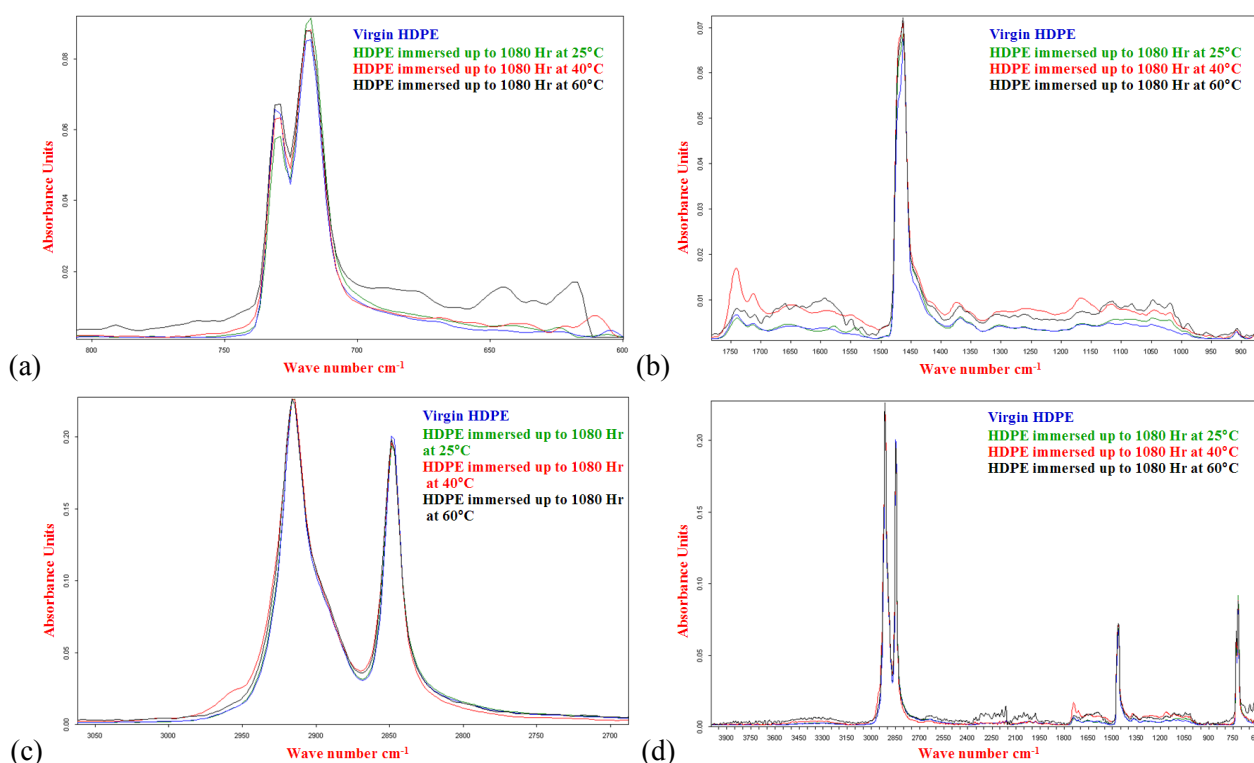 Virgin HDPE
HDPE immersed up to 1080 Hr at 25°C
HDPE immersed up to 1080 Hr at 40°C
HDPE immersed up to 1080 Hr at 60°C
Absorbance Units
0.08
0.06
0.04
0.02
800
750
700
650
600
Wave number cm-1
(a)
Virgin HDPE
HDPE immersed up to 1080 Hr at 25°C
HDPE immersed up to 1080 Hr at 40°C
HDPE immersed up to 1080 Hr at 60°C
Absorbance Units
0.07
0.06
0.05
0.04
0.03
0.02
0.01
1750 1700 1650 1600 1550 1500 1450 1400 1350 1300 1250 1200 1150 1100 1050 1000 950 900
Wave number cm-1
(b)
Virgin HDPE
HDPE immersed up to 1080 Hr
at 25°C
HDPE immersed up to 1080 Hr
at 40°C
HDPE immersed up to 1080 Hr
at 60°C
Absorbance Units
0.20
0.15
0.10
0.05
0.00
3050
3000
2950
2900
2850
2800
2750
2700
Wave number cm-1
(c)
Virgin HDPE
HDPE immersed up to 1080 Hr at 25°C
HDPE immersed up to 1080 Hr at 40°C
HDPE immersed up to 1080 Hr at 60°C
Absorbance Units
0.20
0.15
0.10
0.05
0.00
3900 3750 3600 3450 3300 3150 3000 2850 2700 2550 2400 2250 2100 1950 1800 1650 1500 1350 1200 1050 900 750
Wave number cm-1
(d)